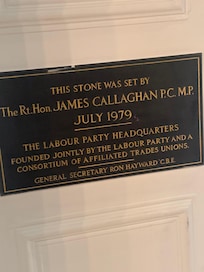 THIS STONE WAS SET BY
The Rt. Hon. JAMES CALLAGHAN P.C. M.P.
JULY 1979
THE LABOUR PARTY HEADQUARTERS
FOUNDED JOINTLY BY THE LABOUR PARTY AND A
CONSORTIUM OF AFFILIATED TRADES UNIONS.
GENERAL SECRETARY RON HAYWARD C.B.E.